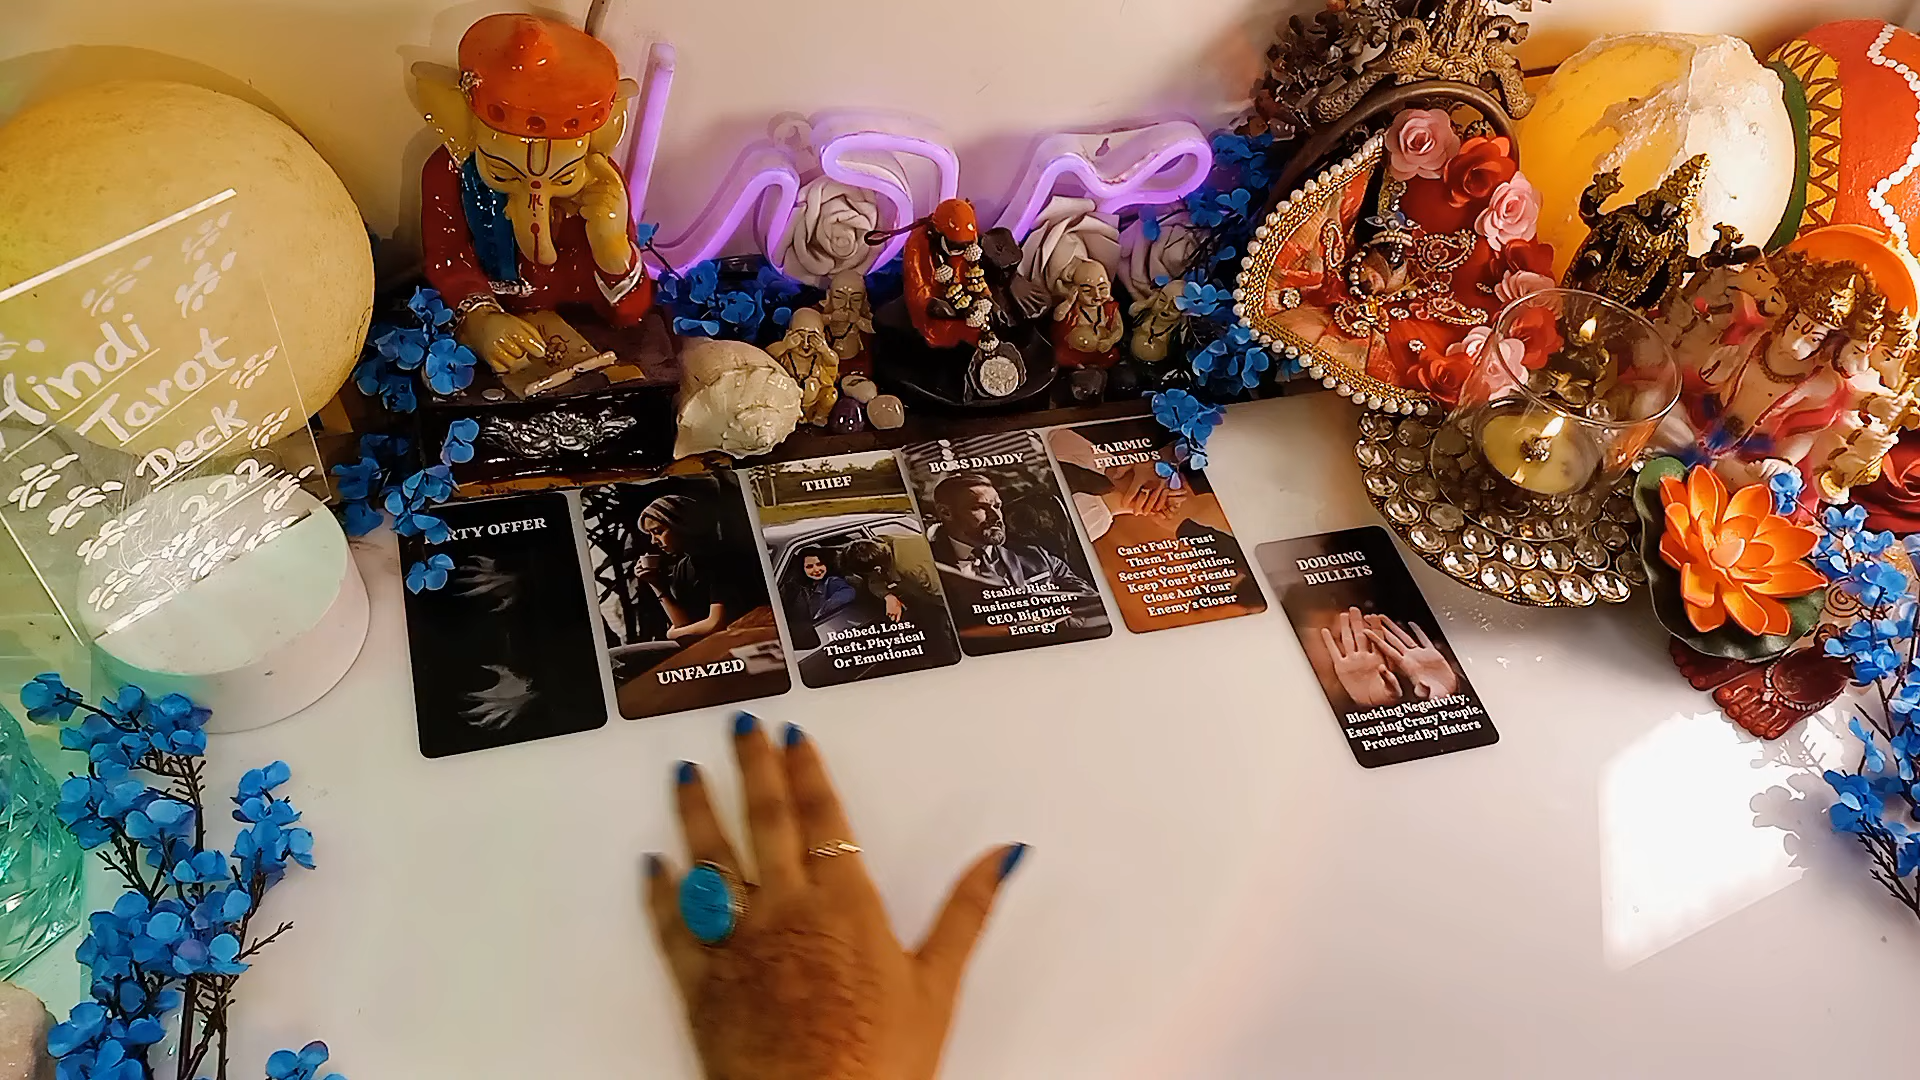 Hindi
Tarot
Deck
222
RTY OFFER
UNFAZED
THIEF
Robbed, Loss,
Theft, Physical
Or Emotional
BOSS DADDY
Stable, Rich,
Business Owner,
CEO, Big Dick
Energy
KARMIC
FRIEND'S
Can't Fully Trust
Them, Tension,
Secret Competition,
Keep Your Friends
Close And Your
Enemy's Closer
DODGING
BULLETS
Blocking Negativity,
Escaping Crazy People,
Protected By Haters